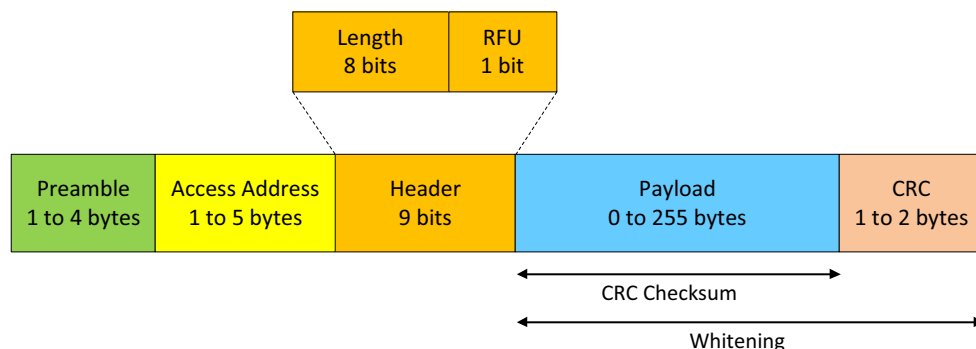 Length
8 bits
RFU
1 bit
Preamble
1 to 4 bytes
Access Address
1 to 5 bytes
Header
9 bits
Payload
0 to 255 bytes
CRC
1 to 2 bytes
CRC Checksum
Whitening